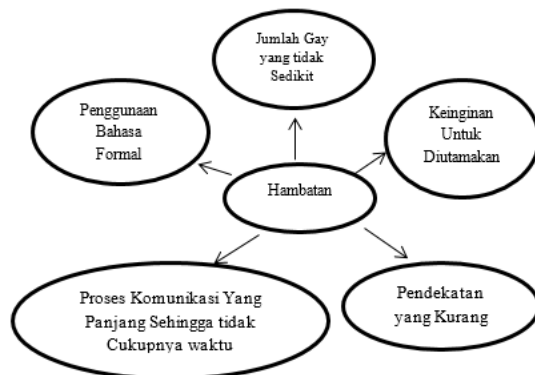 Jumlah Gay
yang tidak
Sedikit
Penggunaan
Bahasa
Formal
Keinginan
Untuk
Diutamakan
Hambatan
Proses Komunikasi Yang
Panjang Sehingga tidak
Cukupnya waktu
Pendekatan
yang Kurang